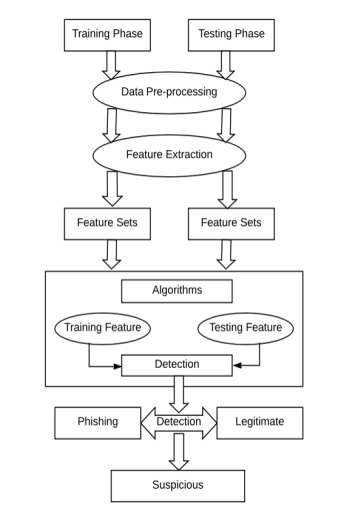 Training Phase
Testing Phase
Data Pre-processing
Feature Extraction
Feature Sets
Feature Sets
Algorithms
Training Feature
Testing Feature
Detection
Phishing
Detection
Legitimate
Suspicious